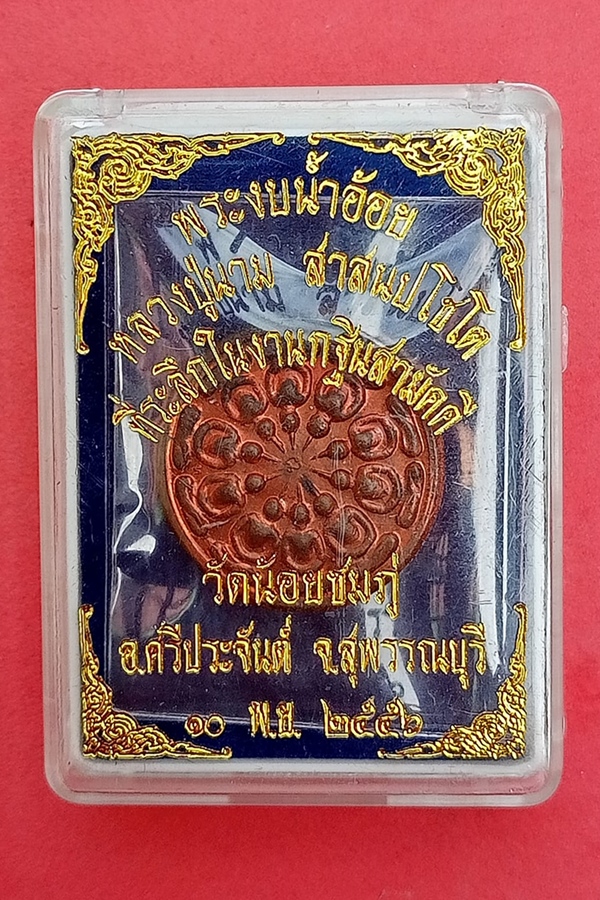 พระงบน้ำอ้อย
หลวงปู่นาม สาสนปโชโต
ที่ระลึกในงานกฐินสามัคคี
วัดน้อยชมภู่
อ.ศรีประจันต์ จ.สุพรรณบุรี
๑๐ พ.ย. ๒๕๔๖